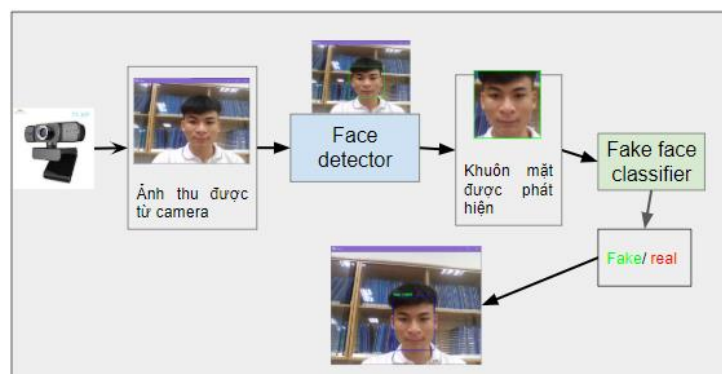 Ảnh thu được
từ camera
Face
detector
Khuôn mặt
được phát
hiện
Fake face
classifier
Fake/ real